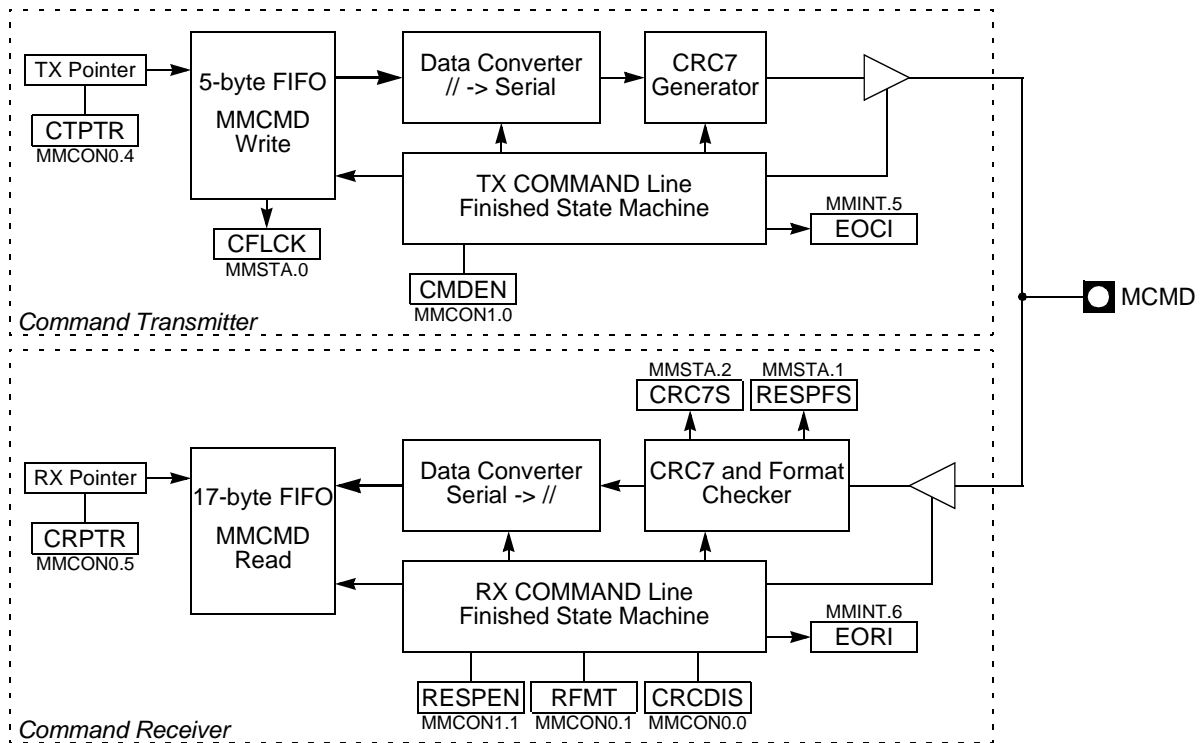 TX Pointer
CTPTR
MMCON0.4
5-byte FIFO
MMCMD
Write
CFLCK
MMSTA.0
Data Converter
// -> Serial
CRC7
Generator
TX COMMAND Line
Finished State Machine
MMINT.5
EOCI
CMDEN
MMCON1.0
Command Transmitter
MCMD
MMSTA.2
CRC7S
MMSTA.1
RESPFS
RX Pointer
CRPTR
MMCON0.5
17-byte FIFO
MMCMD
Read
Data Converter
Serial -> //
CRC7 and Format
Checker
RX COMMAND Line
Finished State Machine
MMINT.6
EORI
RESPEN
MMCON1.1
RFMT
MMCON0.1
CRCDIS
MMCON0.0
Command Receiver